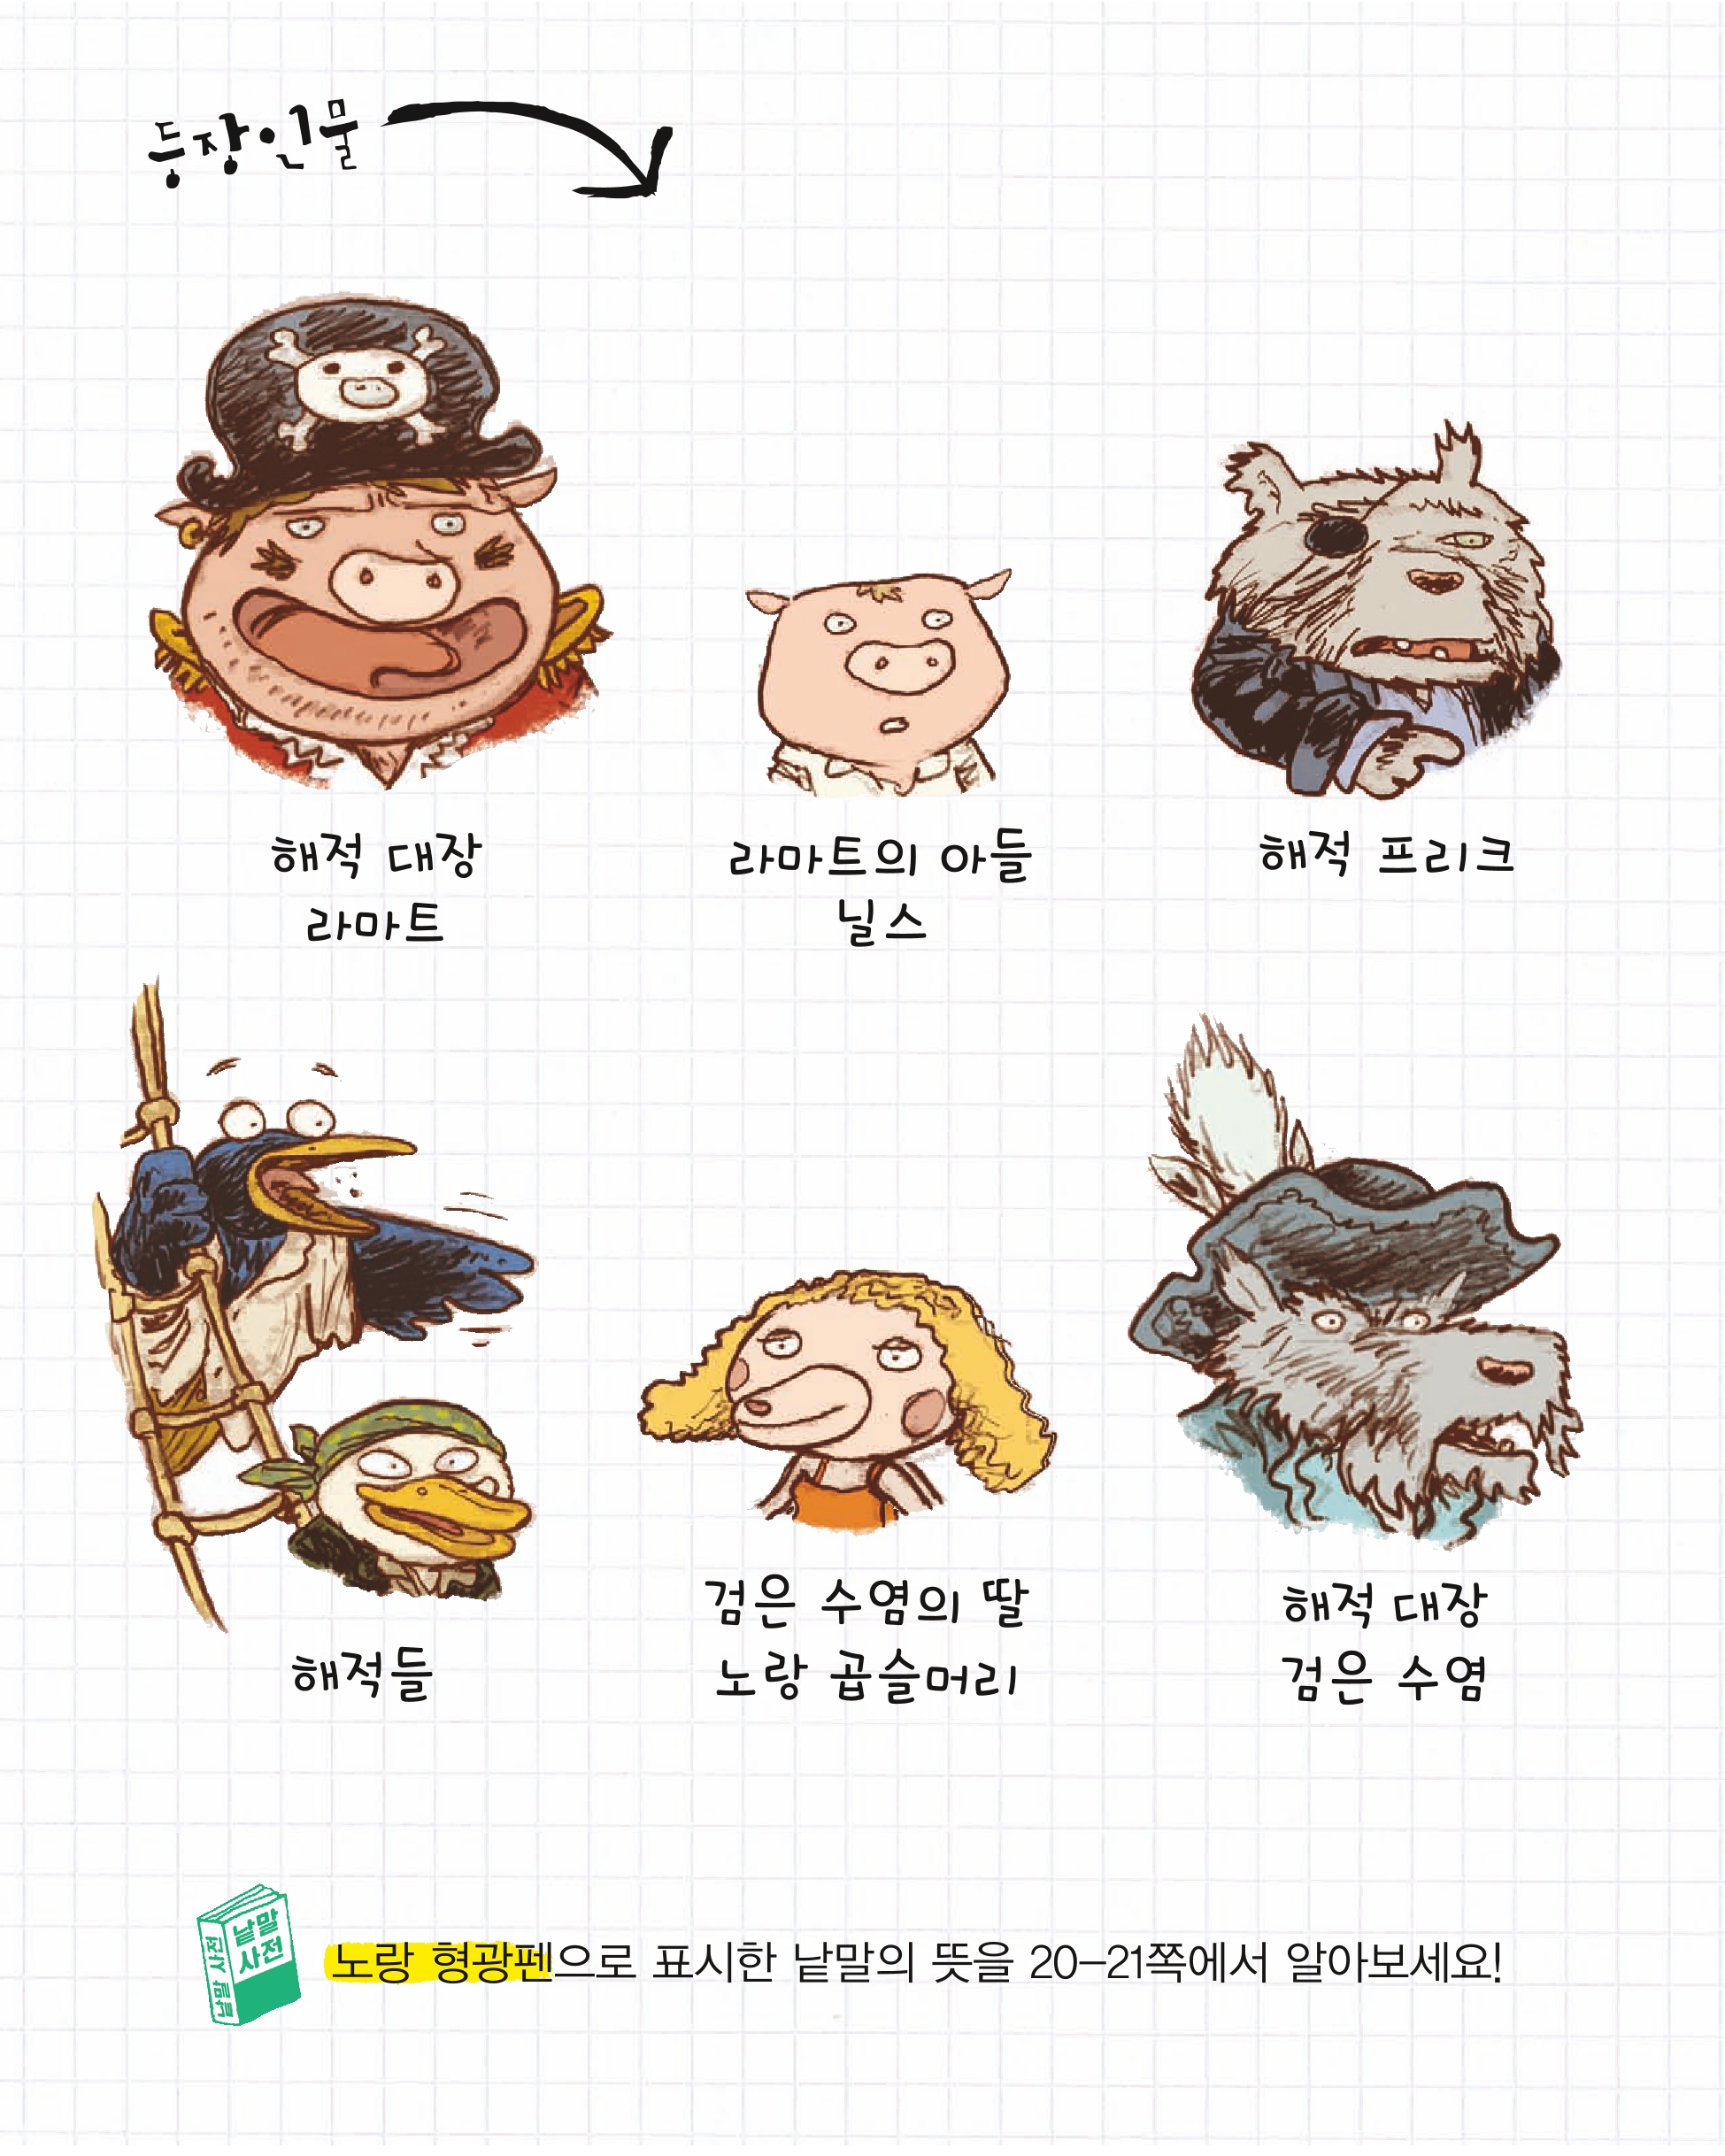 등장인물
해적 대장
라마트
라마트의 아들
닐스
해적 프리크
해적들
검은 수염의 딸
노랑 곱슬머리
해적 대장
검은 수염
낱말
사전
낱말 사전
노랑 형광펜으로 표시한 낱말의 뜻을 20-21쪽에서 알아보세요!